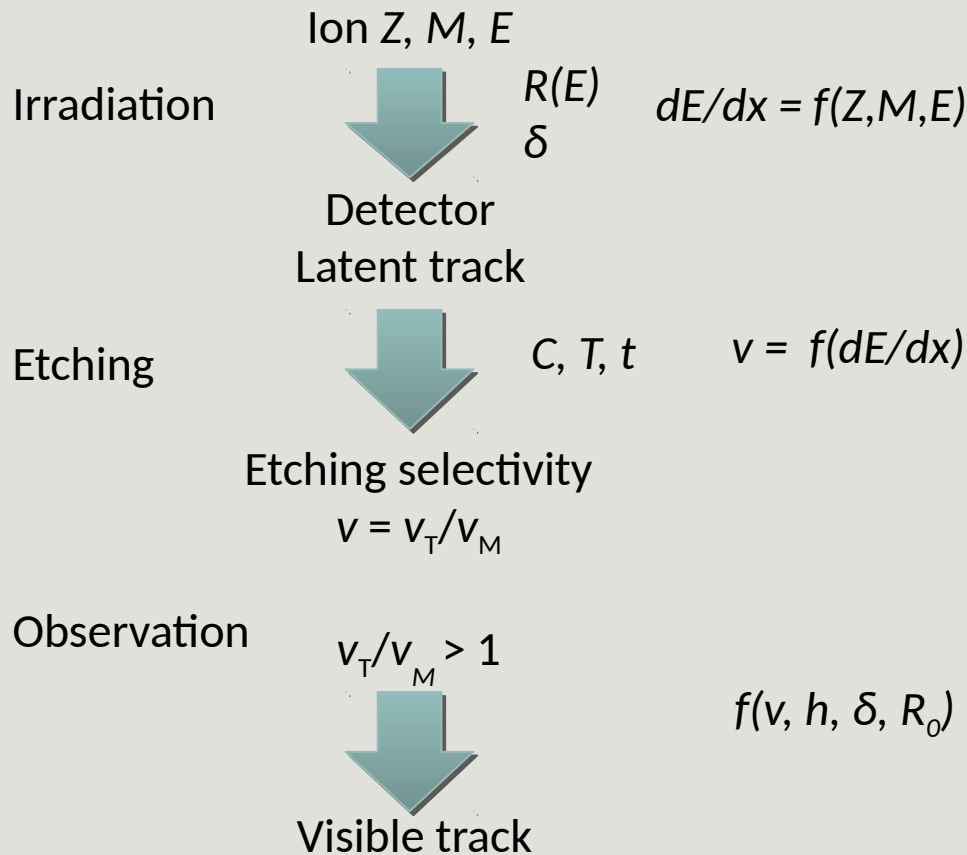 Ion Z, M, E
Irradiation
R(E)
δ
dE/dx = f(Z,M,E)
Detector
Latent track
Etching
C, T, t
v = f(dE/dx)
Etching selectivity
v = vT/vM
Observation
vT/vM > 1
f(v, h, δ, R0)
Visible track